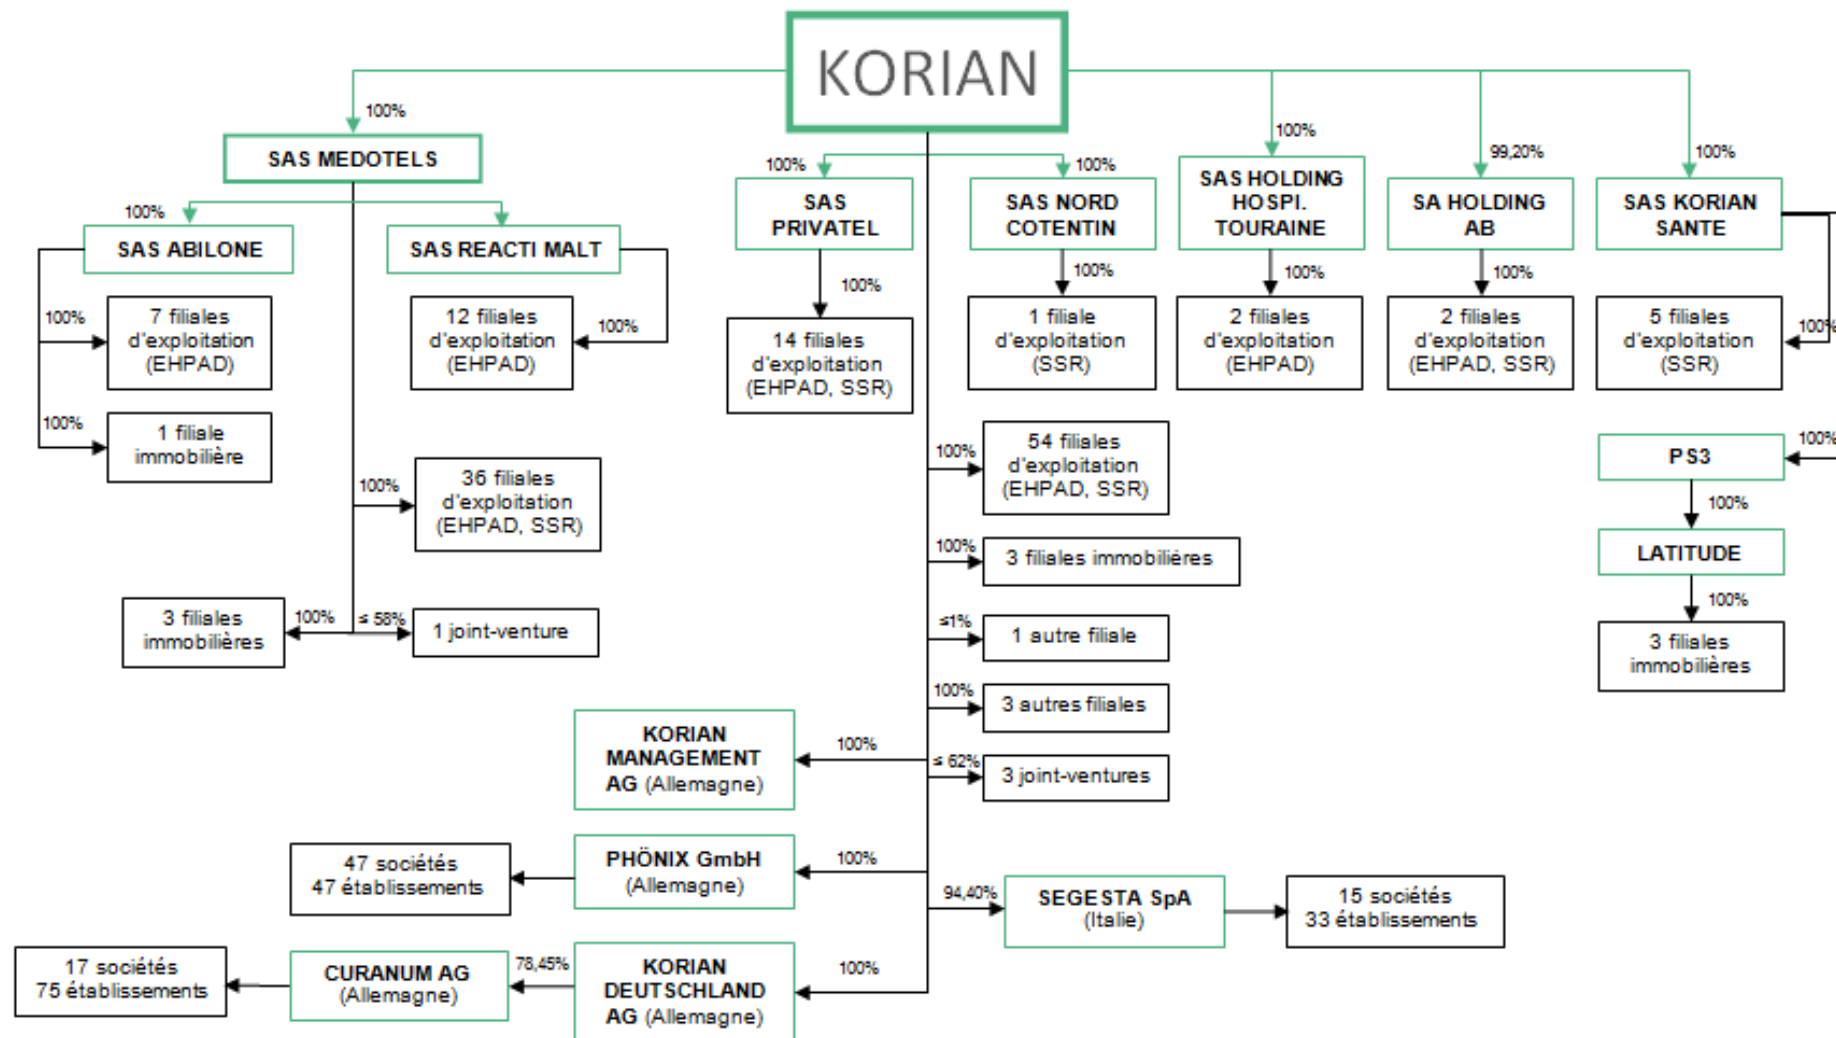 KORIAN
100%
SAS MEDOTELS
100%
SAS ABILONE
SAS REACTI MALT
100%
7 filiales
d'exploitation
(EHPAD)
100%
1 filiale
immobilière
12 filiales
d'exploitation
(EHPAD)
100%
100%
36 filiales
d'exploitation
(EHPAD, SSR)
3 filiales
immobilières
100%
≤ 58%
1 joint-venture
100%
SAS
PRIVATEL
100%
14 filiales
d'exploitation
(EHPAD, SSR)
100%
SAS NORD
COTENTIN
100%
1 filiale
d'exploitation
(SSR)
100%
SAS HOLDING
HOSPI.
TOURAINE
100%
2 filiales
d'exploitation
(EHPAD)
99,20%
SA HOLDING
AB
100%
2 filiales
d'exploitation
(EHPAD, SSR)
100%
SAS KORIAN
SANTE
100%
5 filiales
d'exploitation
(SSR)
100%
PS3
100%
LATITUDE
100%
3 filiales
immobilières
100%
54 filiales
d'exploitation
(EHPAD, SSR)
100%
3 filiales immobilières
≤1%
1 autre filiale
100%
3 autres filiales
≤ 62%
3 joint-ventures
100%
KORIAN
MANAGEMENT
AG (Allemagne)
100%
PHÖNIX GmbH
(Allemagne)
47 sociétés
47 établissements
94,40%
SEGESTA SpA
(Italie)
15 sociétés
33 établissements
100%
KORIAN
DEUTSCHLAND
AG (Allemagne)
78,45%
CURANUM AG
(Allemagne)
17 sociétés
75 établissements